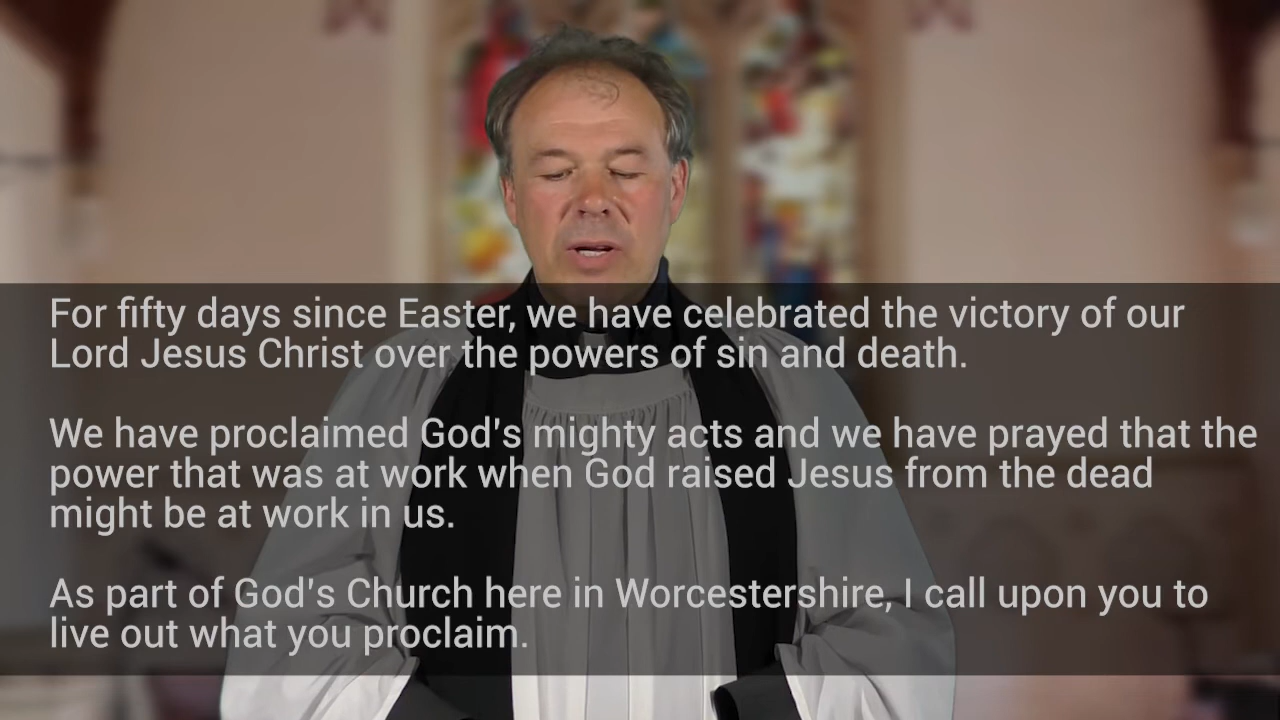 For fifty days since Easter, we have celebrated the victory of our
Lord Jesus Christ over the powers of sin and death.
We have proclaimed God's mighty acts and we have prayed that the
power that was at work when God raised Jesus from the dead
might be at work in us.
As part of God's Church here in Worcestershire, I call upon you to
live out what you proclaim.